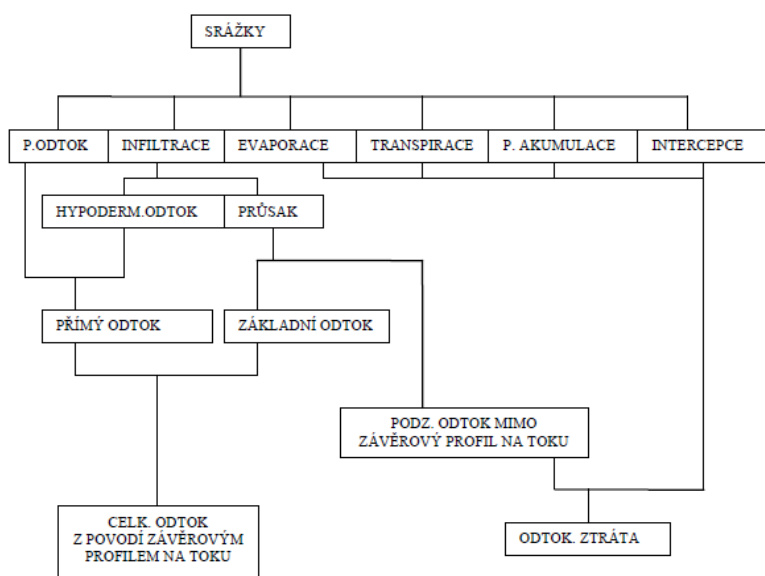 SRÁŽKY
P.ODTOK
INFILTRACE
EVAPORACE
TRANSPIRACE
P. AKUMULACE
INTERCEPCE
HYPODERM.ODTOK
PRŮSAK
PŘÍMÝ ODTOK
ZÁKLADNÍ ODTOK
PODZ. ODTOK MIMO
ZÁVĚROVÝ PROFIL NA TOKU
CELK. ODTOK
Z POVODÍ ZÁVĚROVÝM
PROFILEM NA TOKU
ODTOK. ZTRÁTA